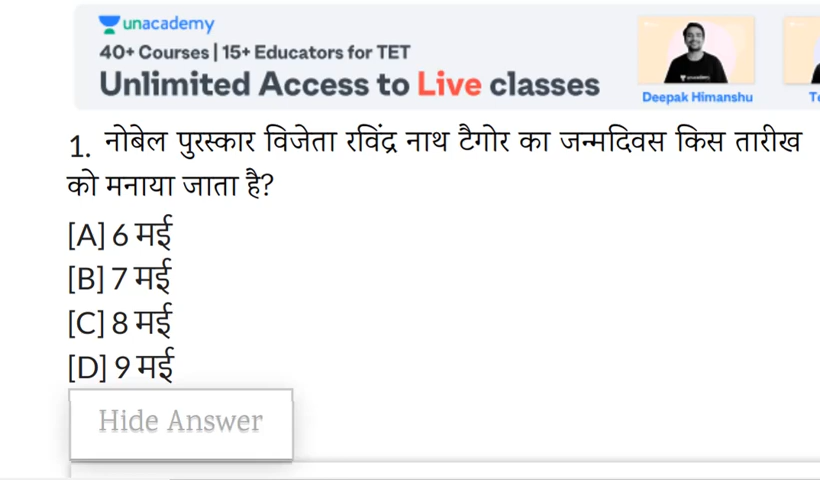 unacademy
40+ Courses | 15+ Educators for TET
Unlimited Access to Live classes
Deepak Himanshu
1. नोबेल पुरस्कार विजेता रविंद्र नाथ टैगोर का जन्मदिवस किस तारीख
को मनाया जाता है?
[A] 6 मई
[B] 7 मई
[C] 8 मई
[D] 9 मई
Hide Answer